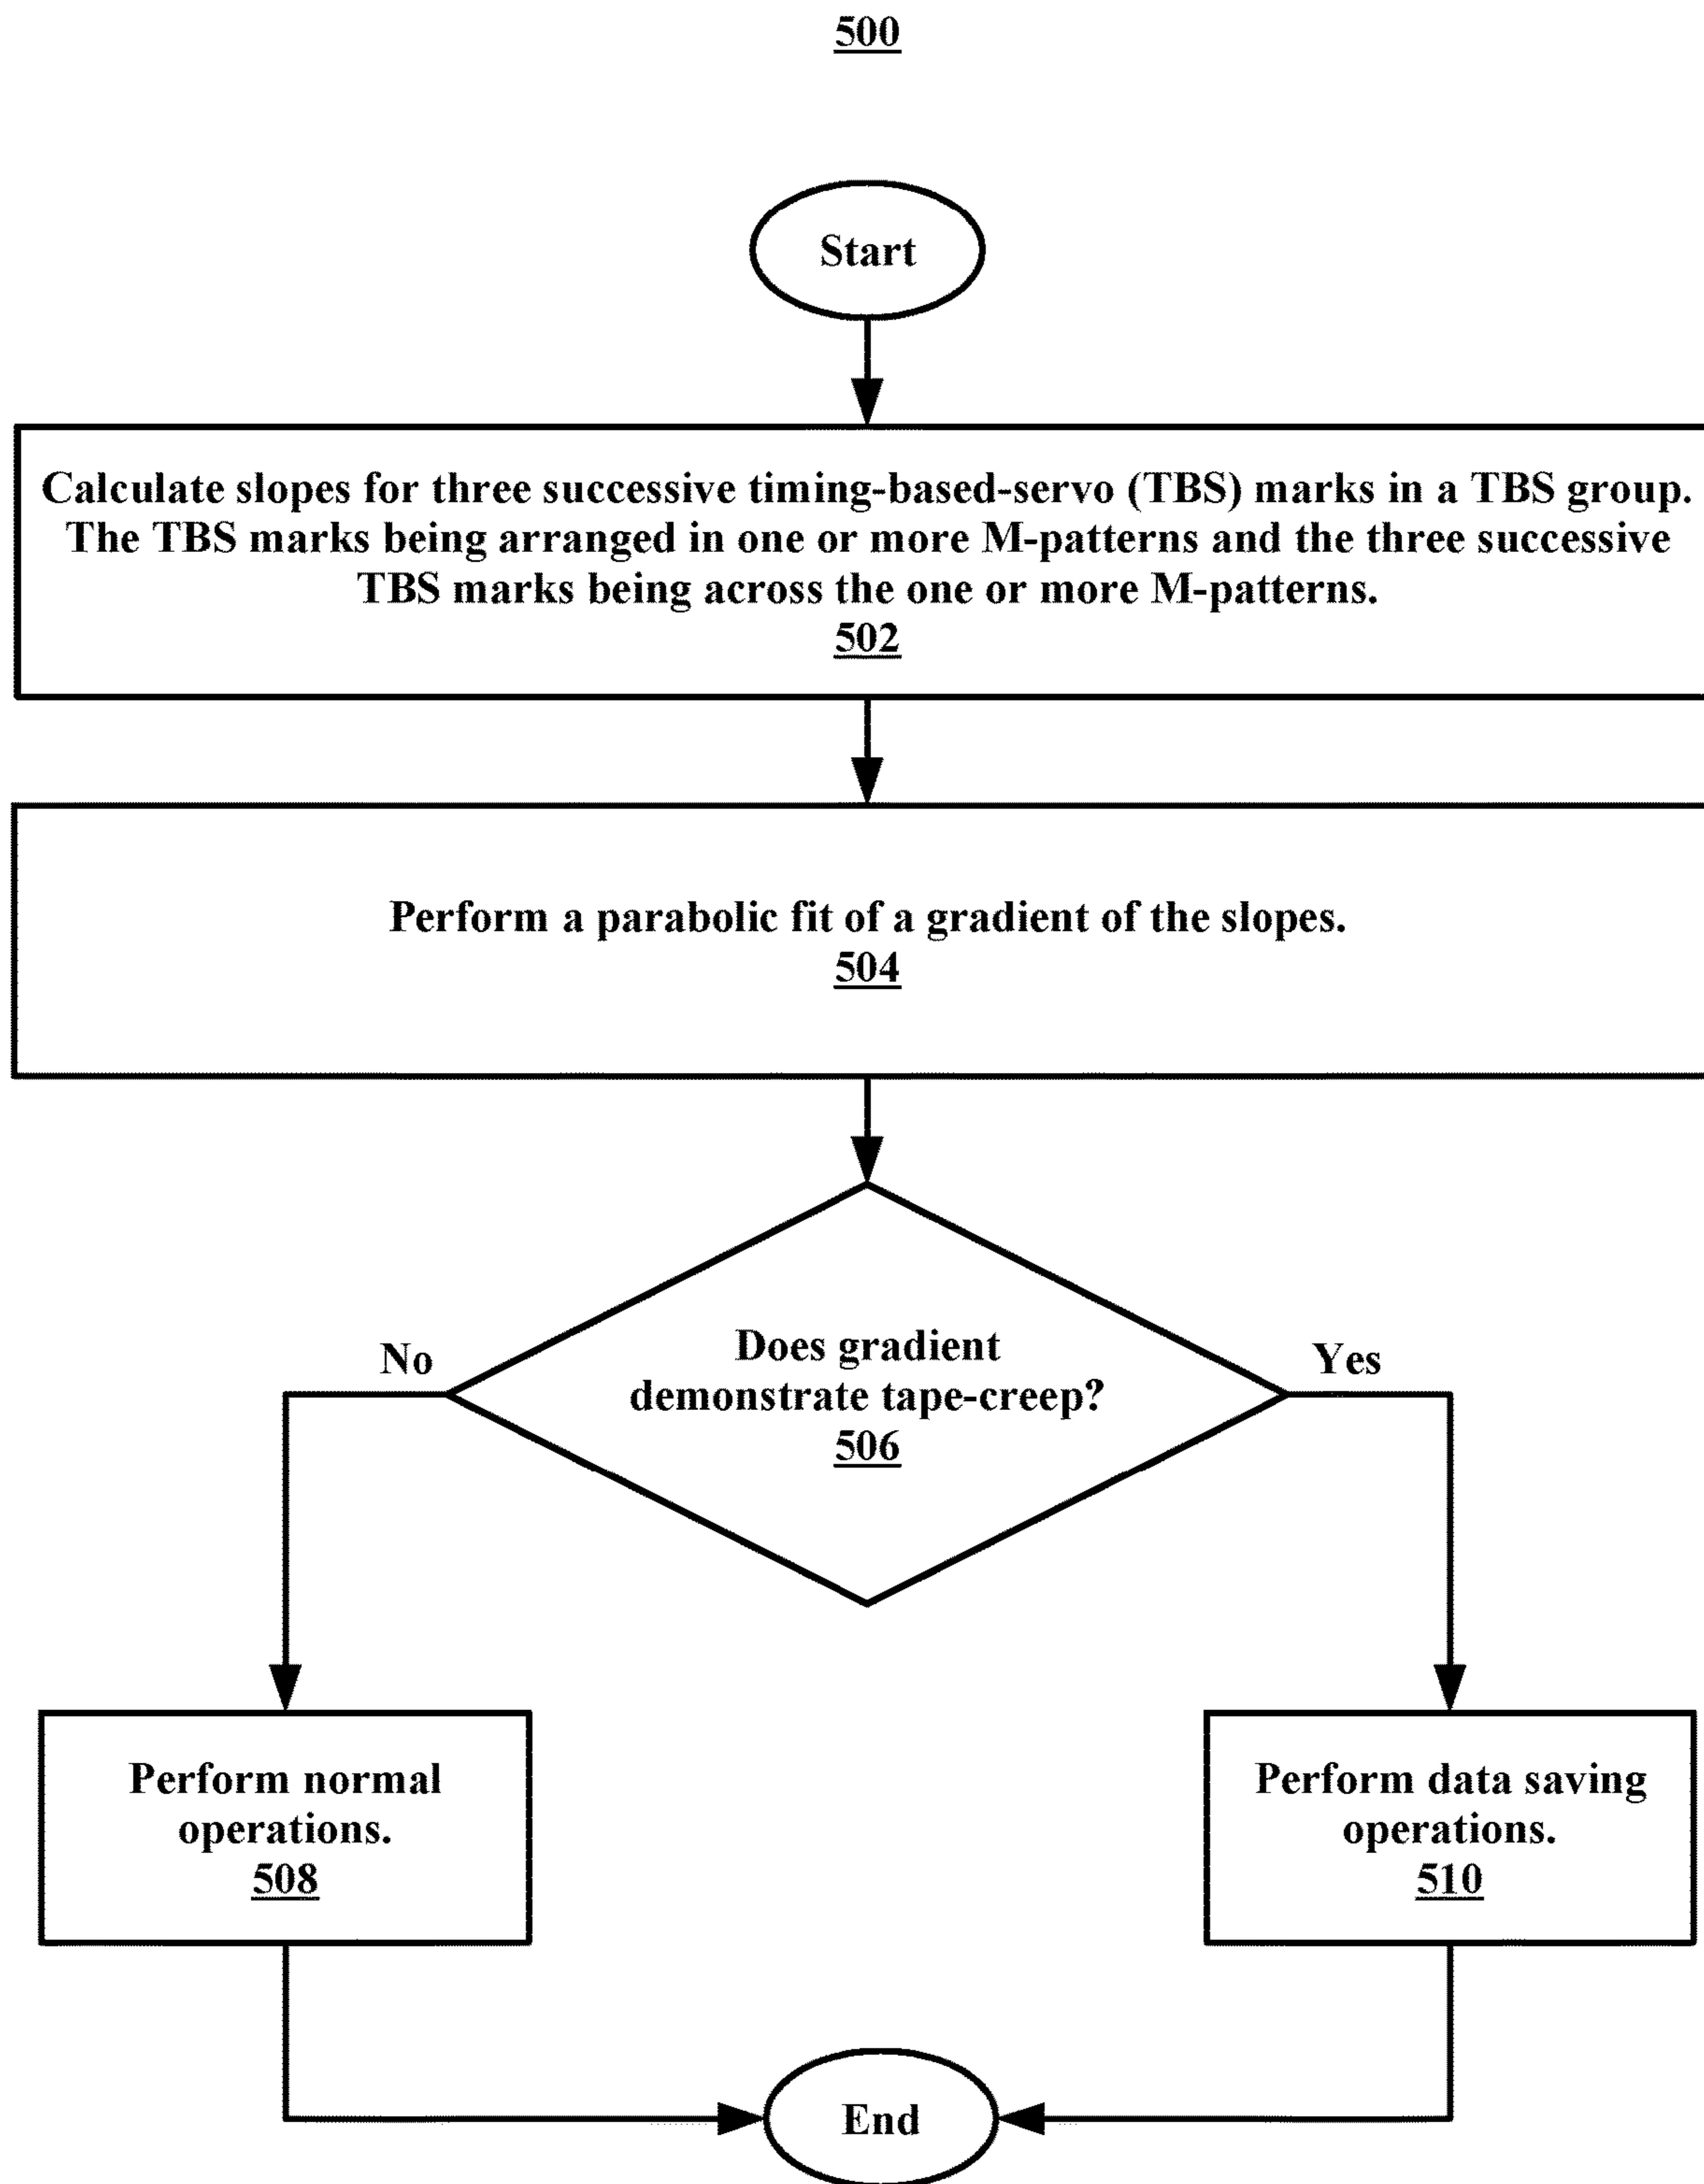 500
Start
Calculate slopes for three successive timing-based-servo (TBS) marks in a TBS group.
The TBS marks being arranged in one or more M-patterns and the three successive
TBS marks being across the one or more M-patterns.
502
Perform a parabolic fit of a gradient of the slopes.
504
No
Yes
Does gradient
demonstrate tape-creep?
506
Perform normal
operations.
508
Perform data saving
operations.
510
End